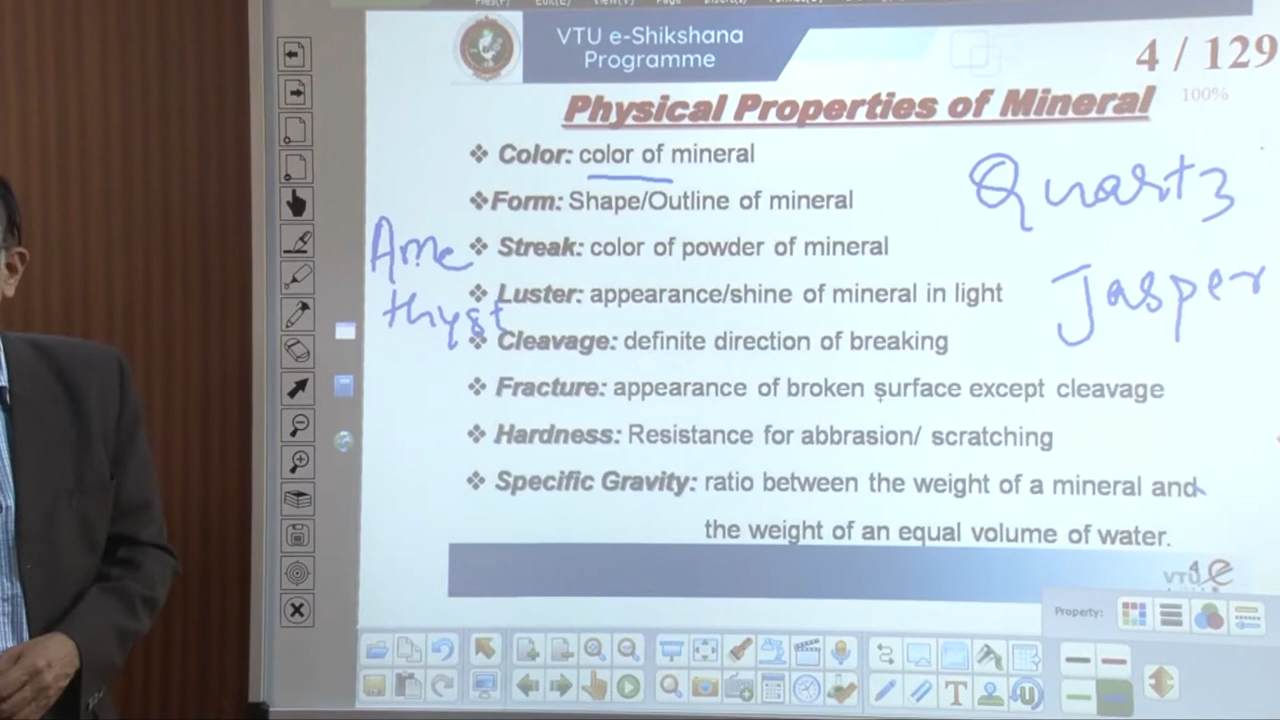 VTU e-Shikshana
Programme
4 / 129
100%
Physical Properties of Mineral
❖ Color: color of mineral
❖Form: Shape/Outline of mineral
❖ Streak: color of powder of mineral
❖ Luster: appearance/shine of mineral in light
❖ Cleavage: definite direction of breaking
❖ Fracture: appearance of broken surface except cleavage
❖ Hardness: Resistance for abbrasion/ scratching
❖ Specific Gravity: ratio between the weight of a mineral and
the weight of an equal volume of water.
Quartz
Jasper
Ame
thyst
VTU e
4
Property:
T